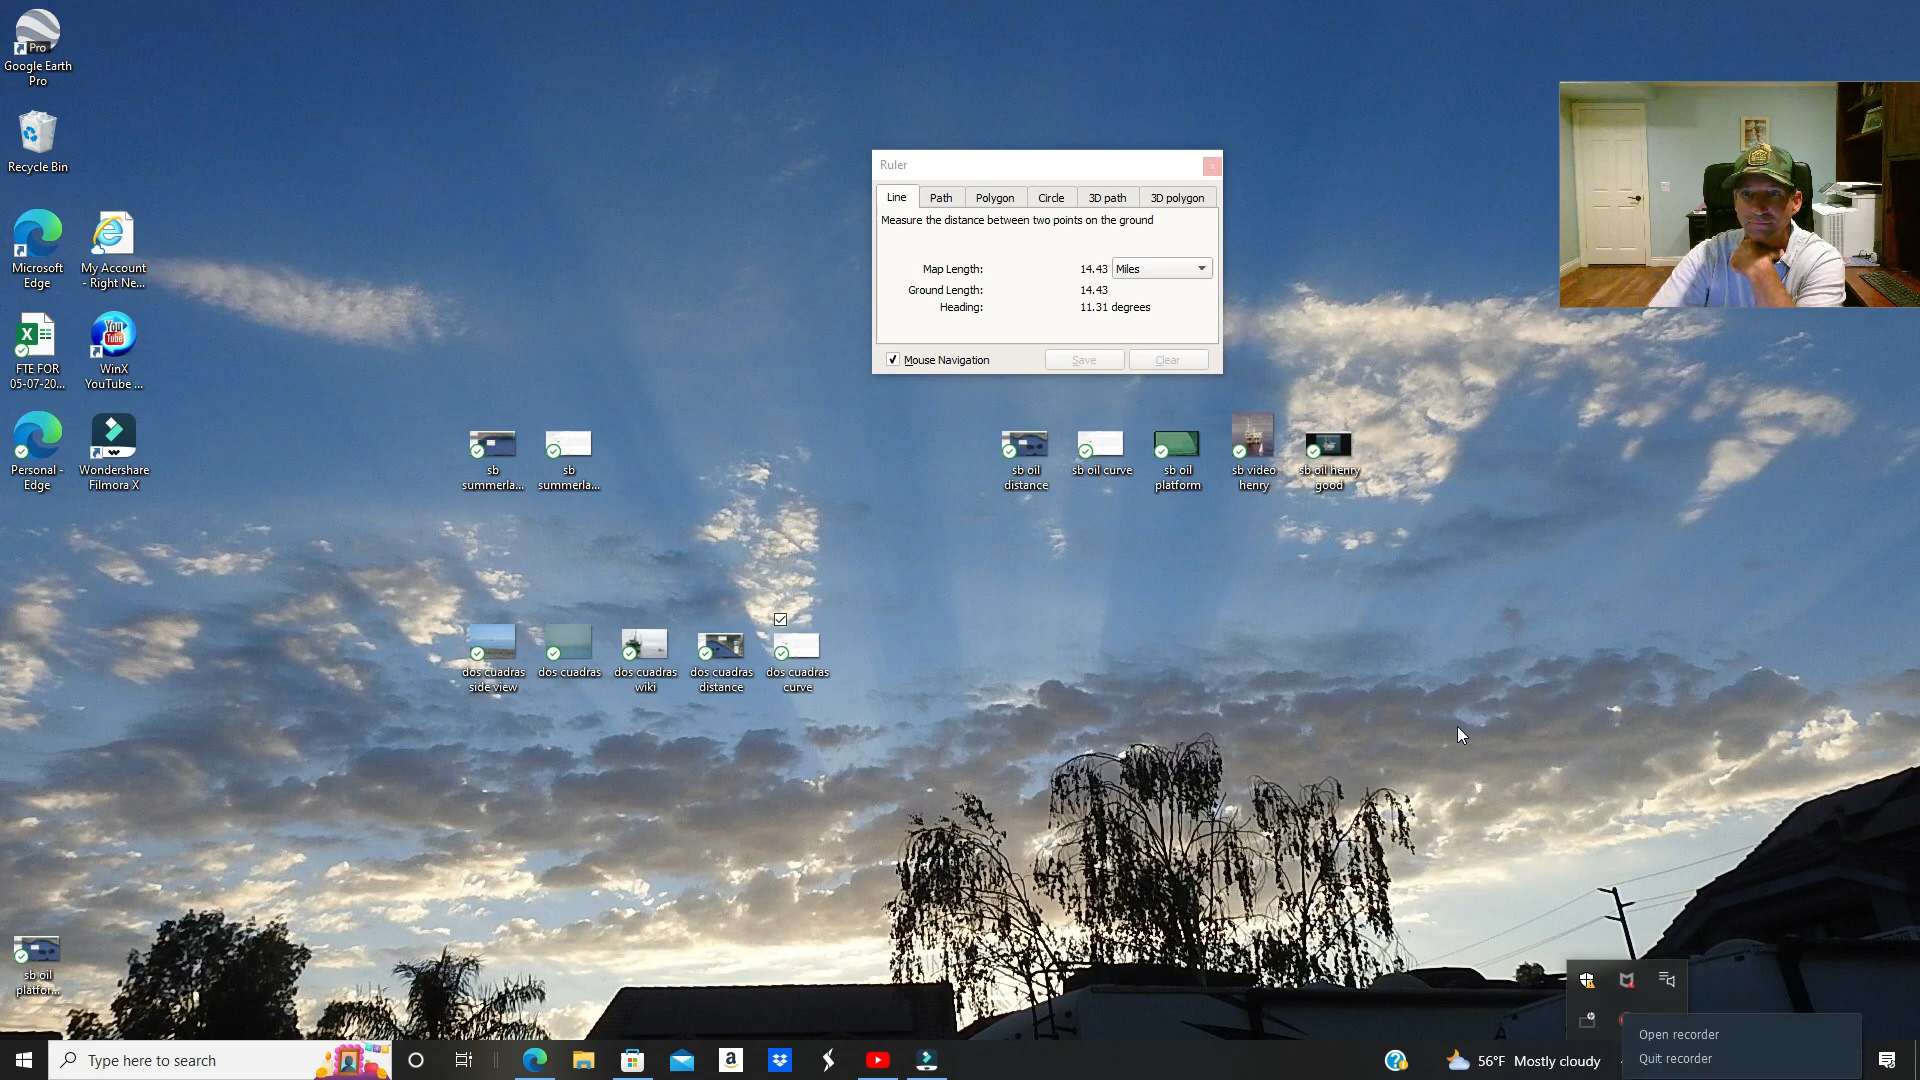 Pro
Google Earth
Pro
Recycle Bin
Microsoft
Edge
My Account
- Right Ne...
FTE FOR
05-07-20...
You
Tube
WinX
YouTube ...
Personal -
Edge
Wondershare
Filmora X
Ruler
x
Line
Path
Polygon
Circle
3D path
3D polygon
Measure the distance between two points on the ground
Map Length: 14.43 Miles
Ground Length: 14.43
Heading: 11.31 degrees
Mouse Navigation
Save
Clear
sb
summerla...
sb
summerla...
sb oil
distance
sb oil curve
sb oil
platform
sb video
henry
sb oil henry
good
dos cuadras
side view
dos cuadras
dos cuadras
wiki
dos cuadras
distance
dos cuadras
curve
sb oil
platfor...
Open recorder
Quit recorder
Type here to search
56°F Mostly cloudy